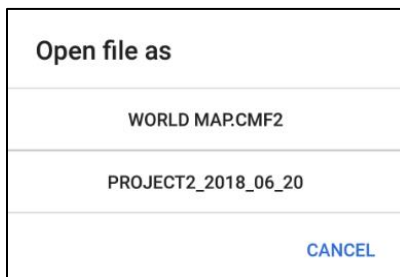 Open file as
WORLD MAP.CMF2
PROJECT2_2018_06_20
CANCEL